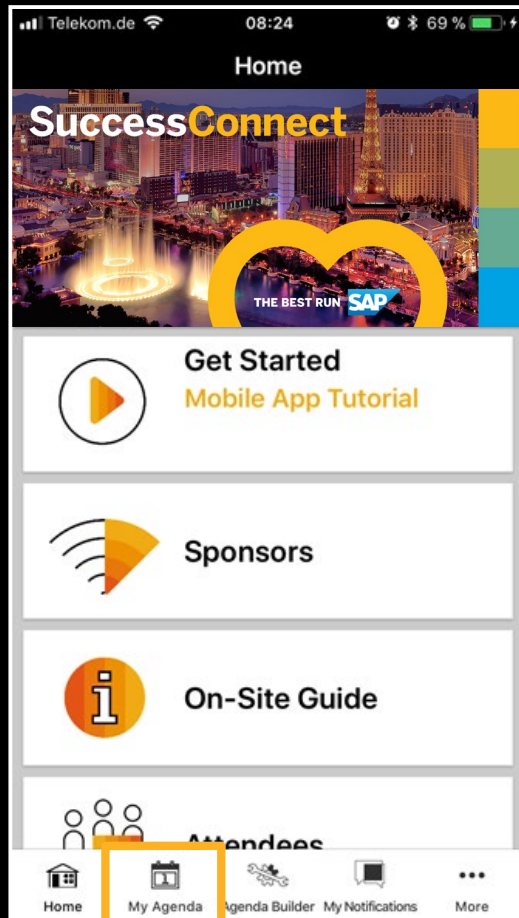 Telekom.de 08:24 69 %
Home
SuccessConnect
THE BEST RUN SAP
Get Started
Mobile App Tutorial
Sponsors
i On-Site Guide
Attendees
1
Home My Agenda Agenda Builder My Notifications More